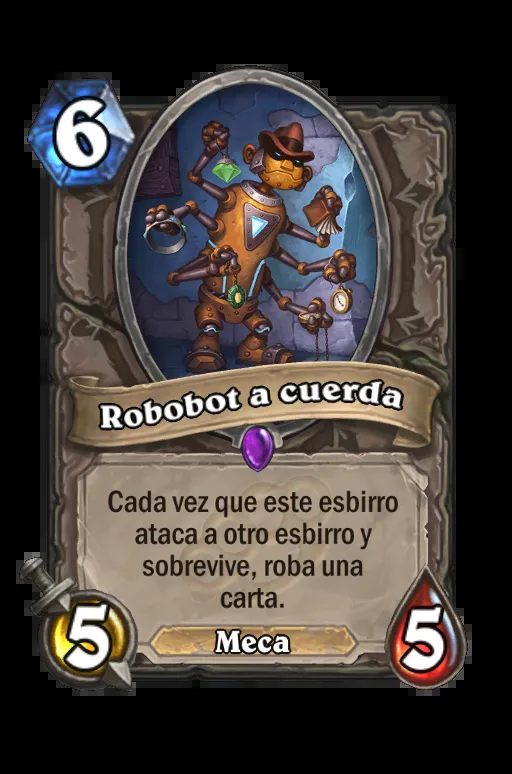 6
Robobot a cuerda
Cada vez que este esbirro
ataca a otro esbirro y
sobrevive, roba una
carta.
5
Meca
5